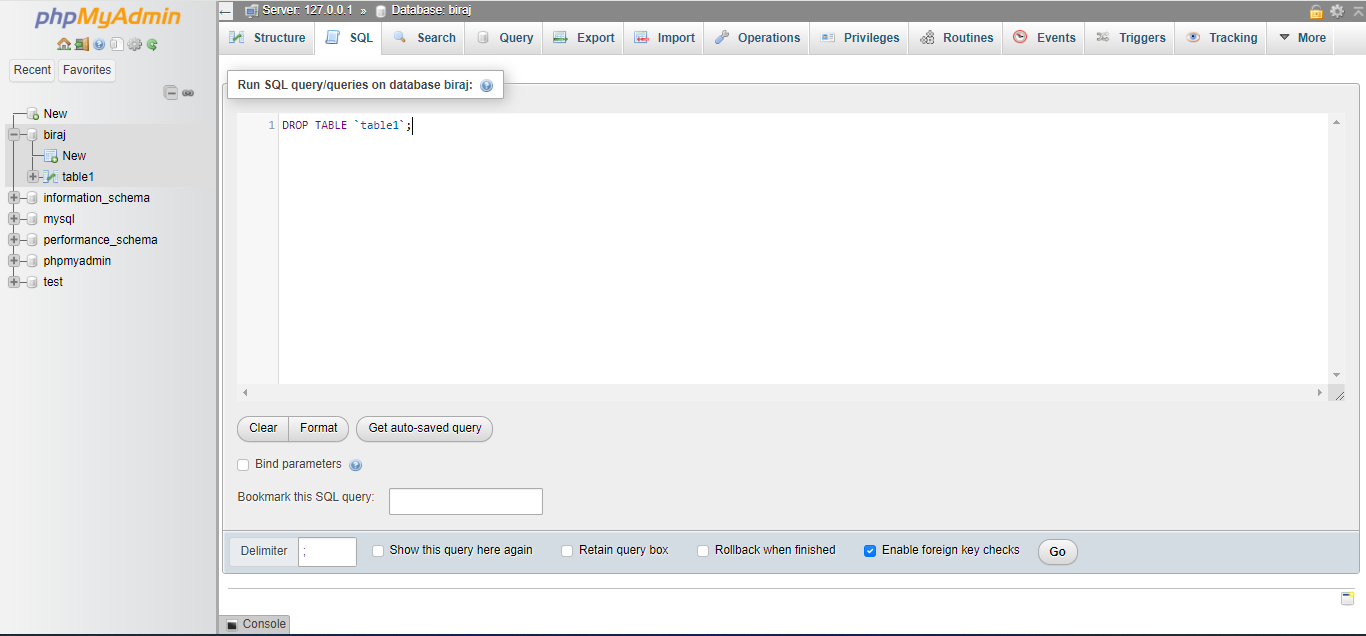 phpMyAdmin
Recent Favorites
New
biraj
New
table1
information_schema
mysql
performance_schema
phpmyadmin
test
Server: 127.0.0.1 » Database: biraj
Structure SQL Search Query Export Import Operations Privileges Routines Events Triggers Tracking More
Run SQL query/queries on database biraj:
1 DROP TABLE `table1`;
Clear Format Get auto-saved query
Bind parameters
Bookmark this SQL query:
Delimiter ; Show this query here again Retain query box Rollback when finished Enable foreign key checks Go
Console